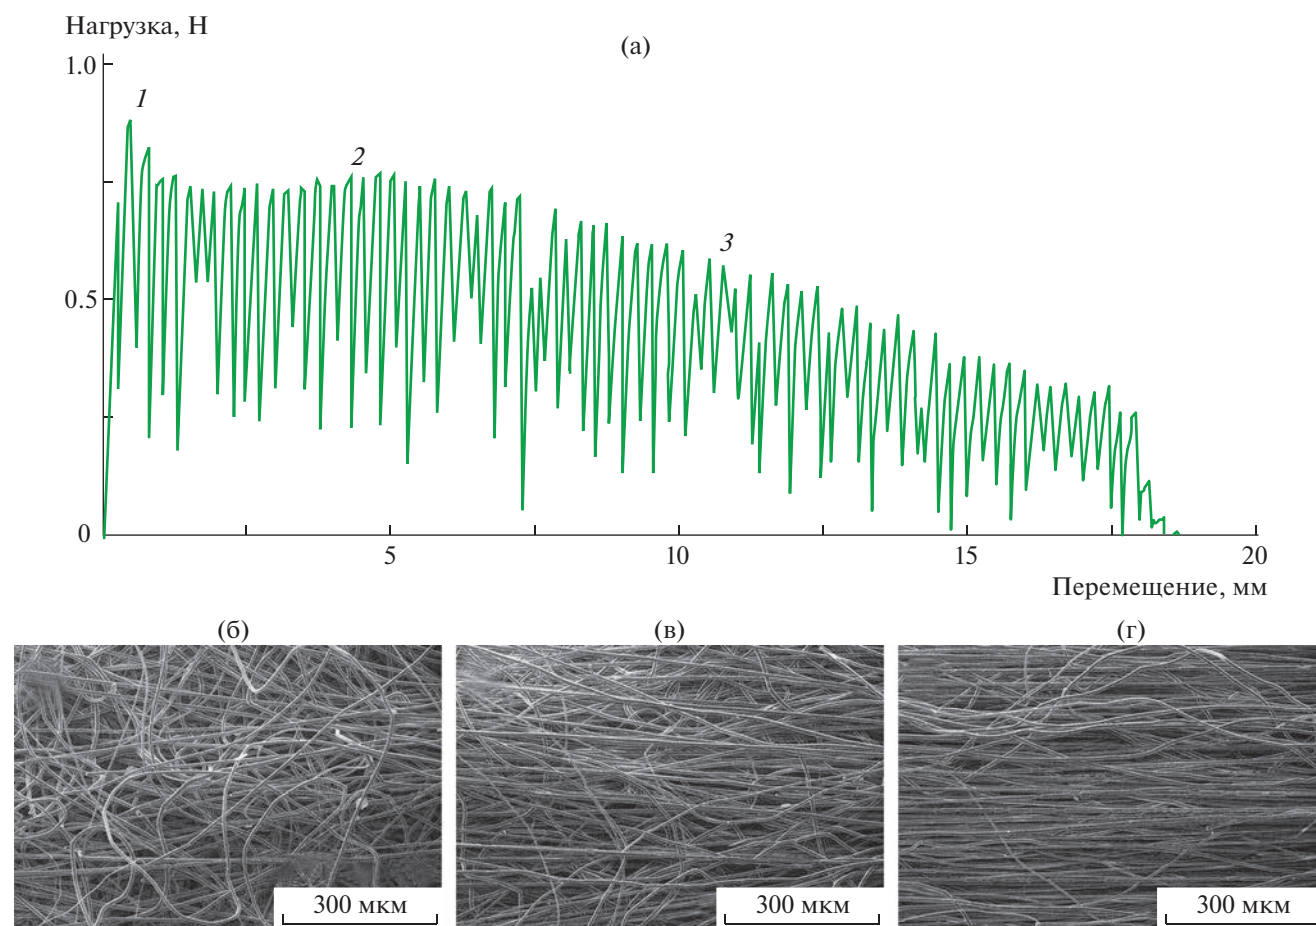 Нагрузка, Н
(а)
1.0
1
2
3
0.5
0
5
10
15
20
Перемещение, мм
(б)
(в)
(г)
300 мкм
300 мкм
300 мкм